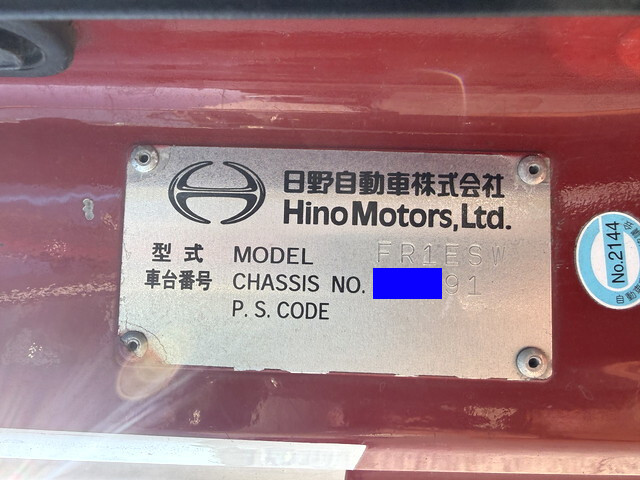 日野自動車株式会社
Hino Motors, Ltd.
型式 MODEL FR1ESW
車台番号 CHASSIS NO. 91
P. S. CODE
No.2144